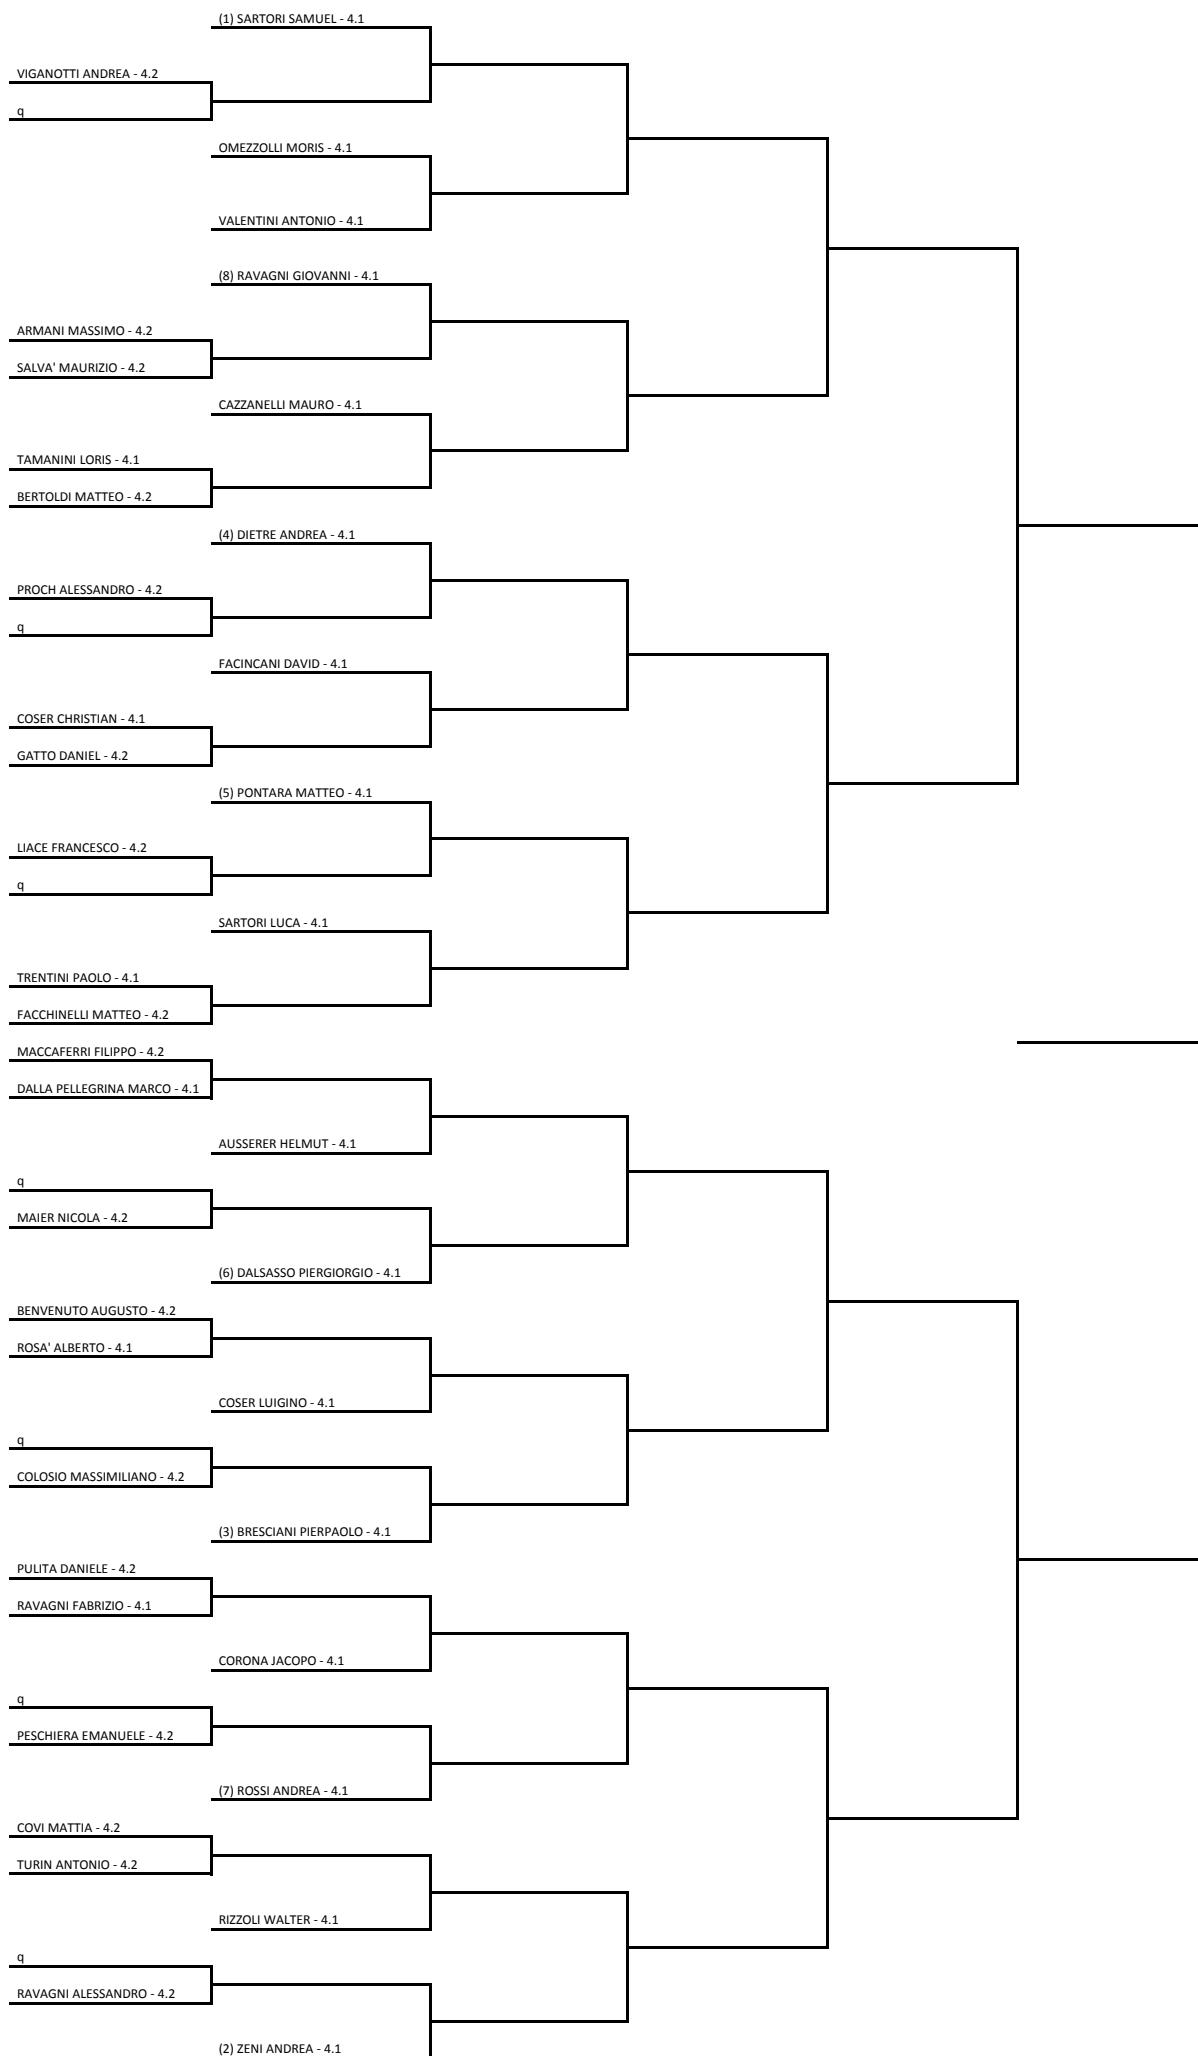 (1) SARTORI SAMUEL - 4.1
VIGANOTTI ANDREA - 4.2
q
OMEZZOLLI MORIS - 4.1
VALENTINI ANTONIO - 4.1
(8) RAVAGNI GIOVANNI - 4.1
ARMANI MASSIMO - 4.2
SALVA' MAURIZIO - 4.2
CAZZANELLI MAURO - 4.1
TAMANINI LORIS - 4.1
BERTOLDI MATTEO - 4.2
(4) DIETRE ANDREA - 4.1
PROCH ALESSANDRO - 4.2
q
FACINCANI DAVID - 4.1
COSER CHRISTIAN - 4.1
GATTO DANIEL - 4.2
(5) PONTARA MATTEO - 4.1
LIACE FRANCESCO - 4.2
q
SARTORI LUCA - 4.1
TRENTINI PAOLO - 4.1
FACCHINELLI MATTEO - 4.2
MACCAFERRI FILIPPO - 4.2
DALLA PELLEGRINA MARCO - 4.1
AUSSERER HELMUT - 4.1
q
MAIER NICOLA - 4.2
(6) DALSASSO PIERGIORGIO - 4.1
BENVENUTO AUGUSTO - 4.2
ROSA' ALBERTO - 4.1
COSER LUIGINO - 4.1
q
COLOSIO MASSIMILIANO - 4.2
(3) BRESCIANI PIERPAOLO - 4.1
PULITA DANIELE - 4.2
RAVAGNI FABRIZIO - 4.1
CORONA JACOPO - 4.1
q
PESCHIERA EMANUELE - 4.2
(7) ROSSI ANDREA - 4.1
COVI MATTIA - 4.2
TURIN ANTONIO - 4.2
RIZZOLI WALTER - 4.1
q
RAVAGNI ALESSANDRO - 4.2
(2) ZENI ANDREA - 4.1